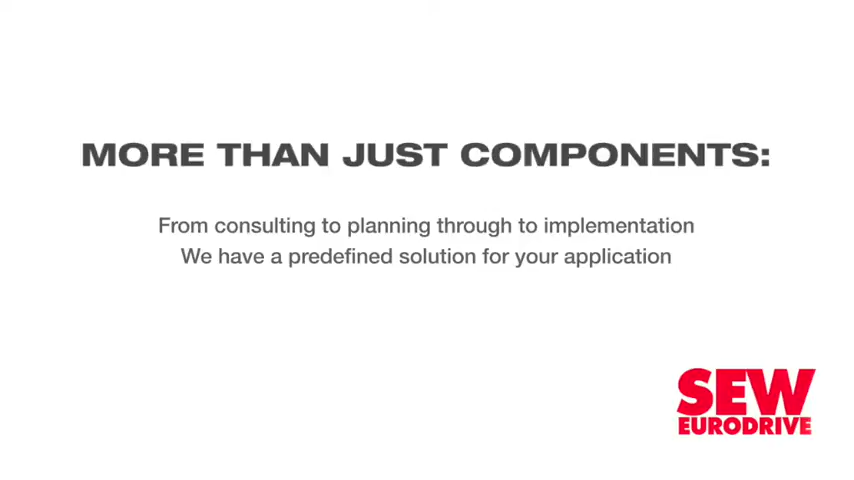 MORE THAN JUST COMPONENTS:
From consulting to planning through to implementation
We have a predefined solution for your application
SEW
EURODRIVE